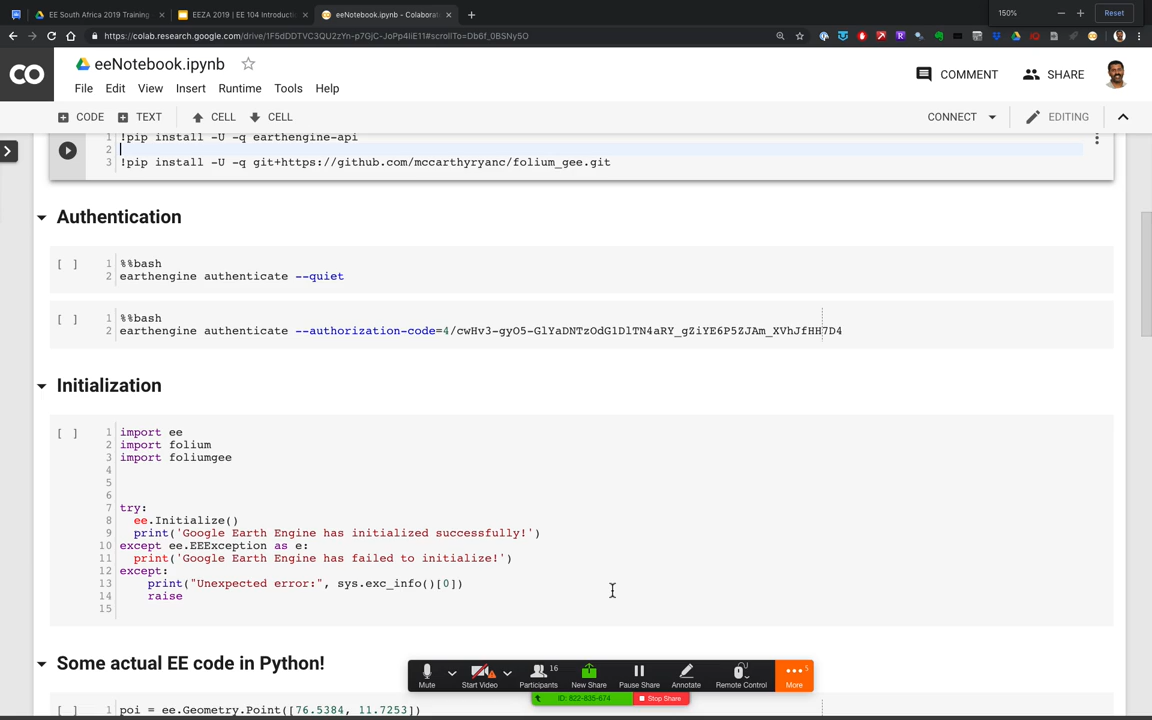 EE South Africa 2019 Training
EEZA 2019 | EE 104 Introducti
eeNotebook.ipynb - Colaborat
150%
Reset
https://colab.research.google.com/drive/1F5dDDTVC3QU2zYn-p7GjC-JoPp4IiE11#scrollTo=Db6f_0BSNy5O
CO
eeNotebook.ipynb
COMMENT
SHARE
File Edit View Insert Runtime Tools Help
CODE
TEXT
CELL
CELL
CONNECT
EDITING
1 !pip install -U -q earthengine-api
2
3 !pip install -U -q git+https://github.com/mccarthyryanc/folium_gee.git
Authentication
[ ] 1 %%bash
2 earthengine authenticate --quiet
[ ] 1 %%bash
2 earthengine authenticate --authorization-code=4/cwHv3-gyO5-GlYaDNTzOdG1DlTN4aRY_gZiYE6P5ZJAm_XVhJfHH7D4
Initialization
[ ] 1 import ee
2 import folium
3 import foliumgee
4
5
6
7 try:
8 ee.Initialize()
9 print('Google Earth Engine has initialized successfully!')
10 except ee.EEException as e:
11 print('Google Earth Engine has failed to initialize!')
12 except:
13 print("Unexpected error:", sys.exc_info()[0])
14 raise
15
Some actual EE code in Python!
[ ] 1 poi = ee.Geometry.Point([76.5384, 11.7253])
Mute
Start Video
16
Participants
New Share
Pause Share
Annotate
Remote Control
5
More
ID: 822-835-674
Stop Share